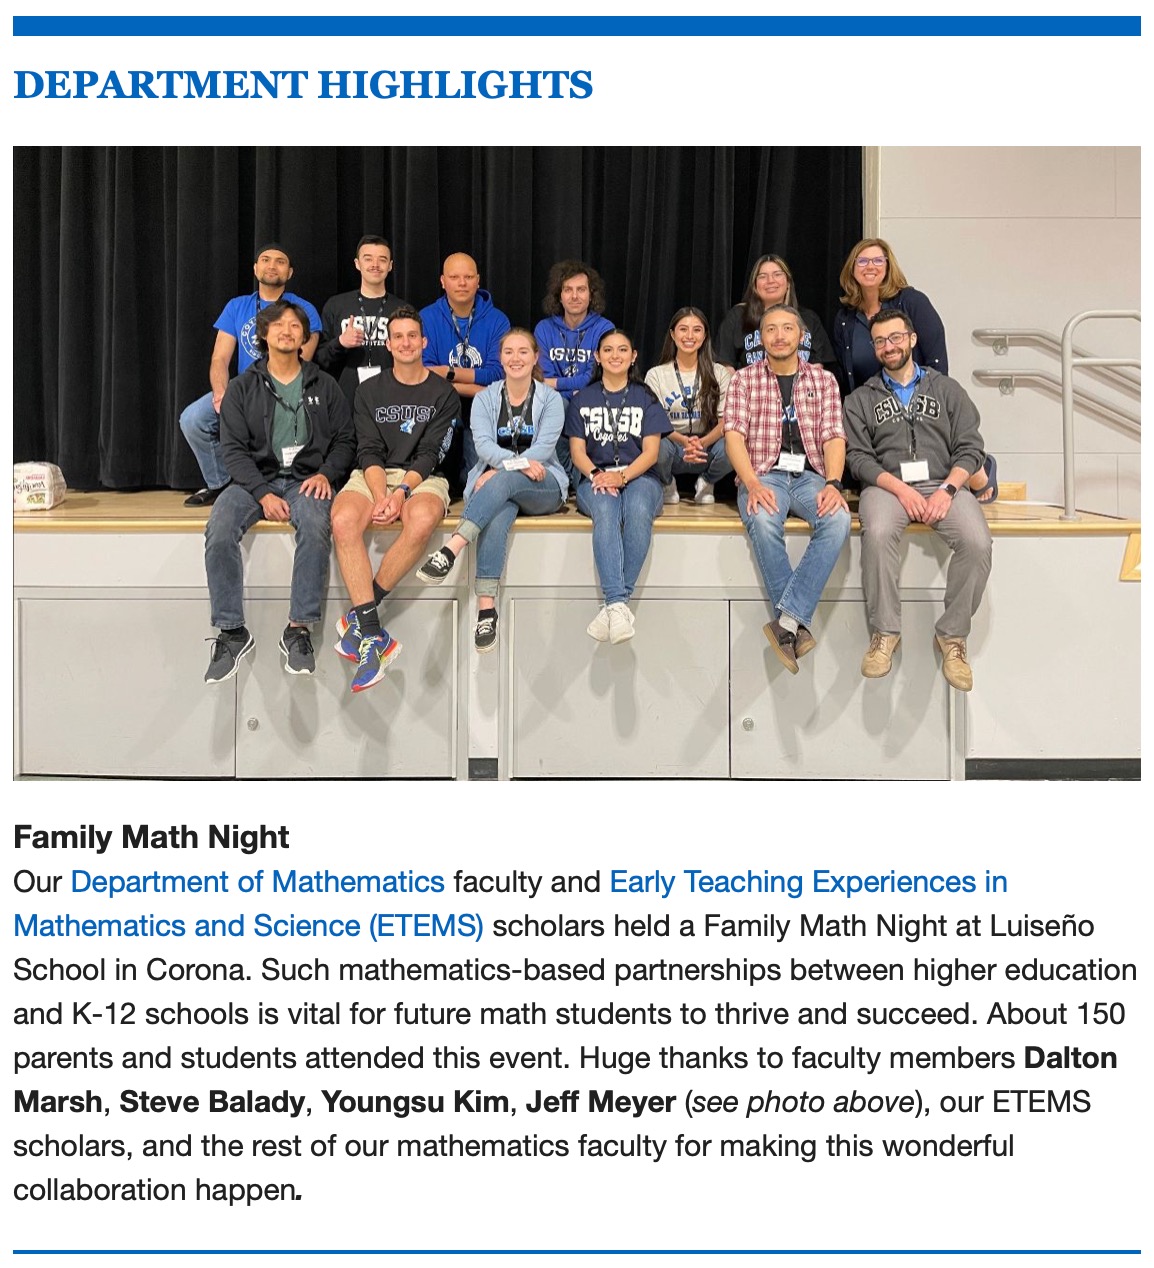 DEPARTMENT HIGHLIGHTS
CSUSB
CSUSB
CSUSB
Coyotes
CSUSB
Family Math Night
Our Department of Mathematics faculty and Early Teaching Experiences in
Mathematics and Science (ETEMS) scholars held a Family Math Night at Luiseño
School in Corona. Such mathematics-based partnerships between higher education
and K-12 schools is vital for future math students to thrive and succeed. About 150
parents and students attended this event. Huge thanks to faculty members Dalton
Marsh, Steve Balady, Youngsu Kim, Jeff Meyer (see photo above), our ETEMS
scholars, and the rest of our mathematics faculty for making this wonderful
collaboration happen.